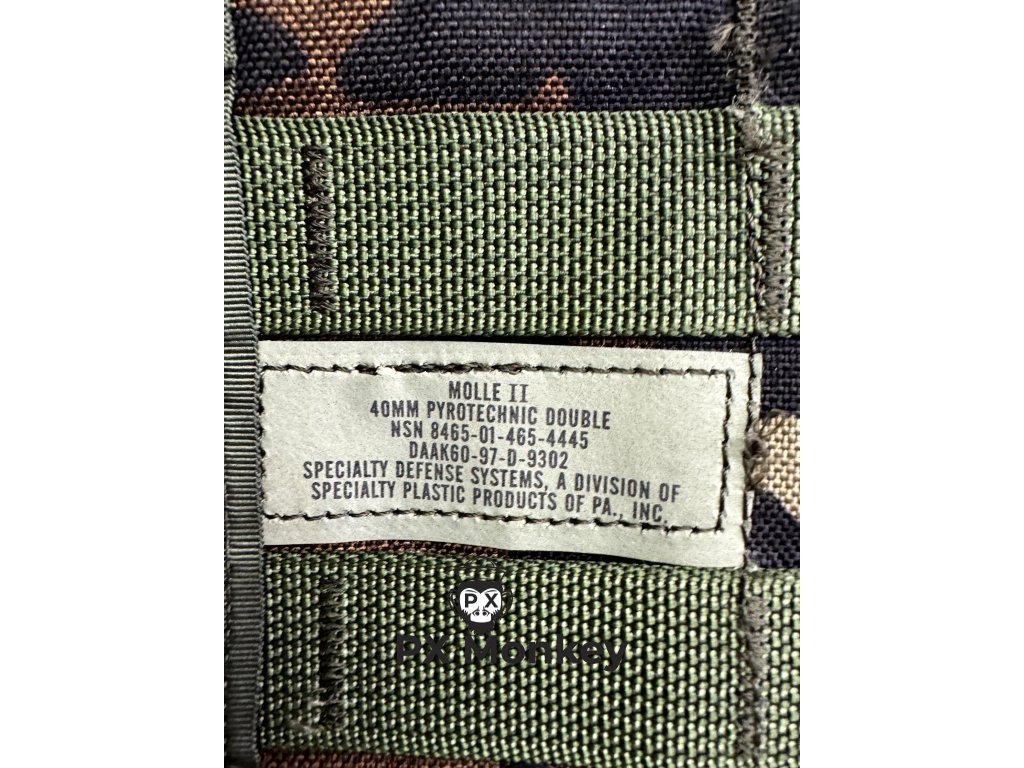 MOLLE II
40MM PYROTECHNIC DOUBLE
NSN 8465-01-465-4445
DAAK60-97-D-9302
SPECIALTY DEFENSE SYSTEMS, A DIVISION OF
SPECIALTY PLASTIC PRODUCTS OF PA., INC.
PX
PX Monkey